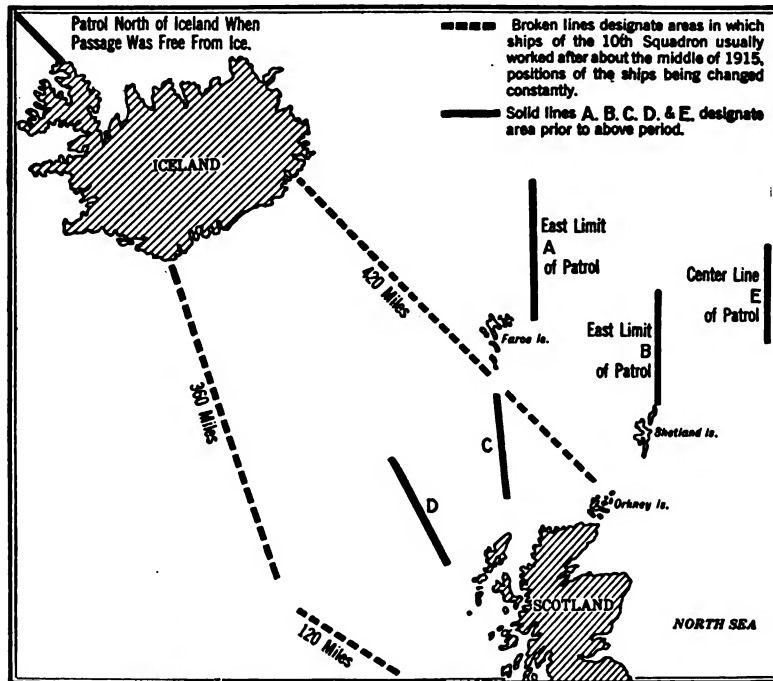 Patrol North of Iceland When
Passage Was Free From Ice.
Broken lines designate areas in which
ships of the 10th Squadron usually
worked after about the middle of 1915,
positions of the ships being changed
constantly.
Solid lines A. B. C. D. & E. designate
area prior to above period.
ICELAND
East Limit
A
of Patrol
Center Line
E
of Patrol
420 Miles
East Limit
B
of Patrol
Faroe Is.
360 Miles
C
Shetland Is.
D
Orkney Is.
SCOTLAND
NORTH SEA
120 Miles